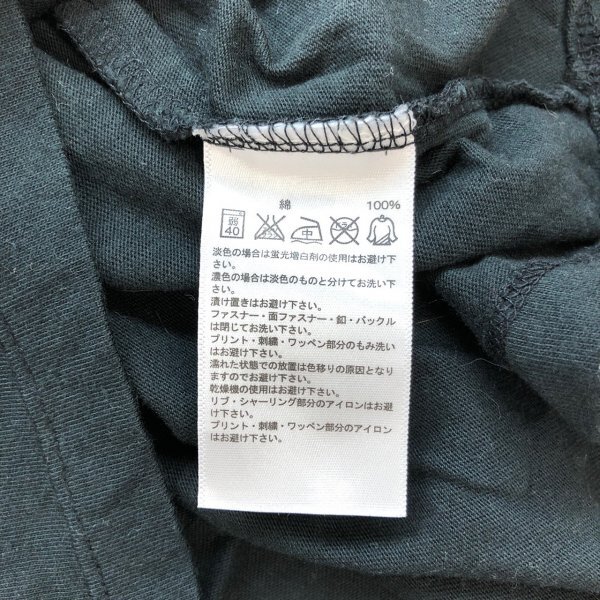 綿 100%
弱 40 中
淡色の場合は蛍光増白剤の使用はお避け下
さい。
濃色の場合は淡色のものと分けてお洗い下
さい。
漬け置きはお避け下さい。
ファスナー・面ファスナー・釦・バックル
は閉じてお洗い下さい。
プリント・刺繍・ワッペン部分のもみ洗い
はお避け下さい。
濡れた状態での放置は色移りの原因となり
ますのでお避け下さい。
乾燥機の使用はお避け下さい。
リブ・シャーリング部分のアイロンはお避
け下さい。
プリント・刺繍・ワッペン部分のアイロン
はお避け下さい。